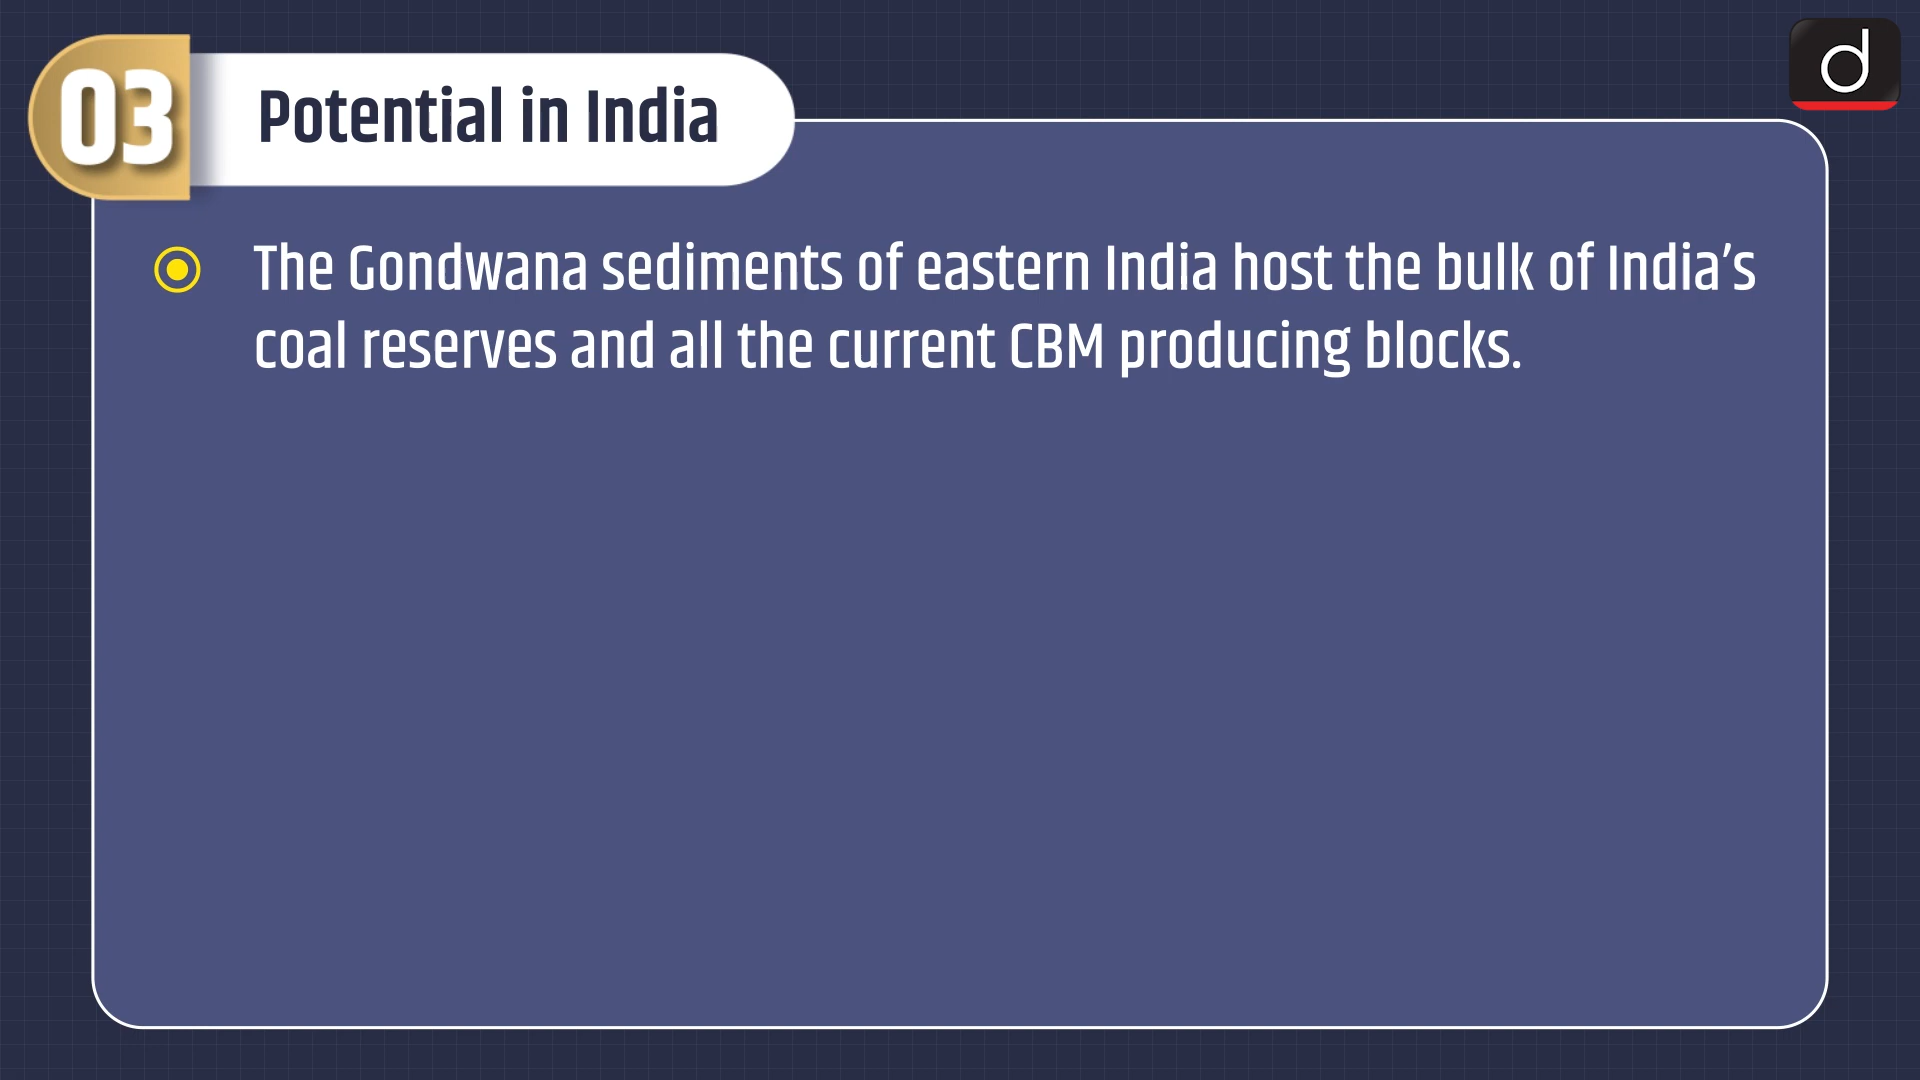 03
Potential in India
d
The Gondwana sediments of eastern India host the bulk of India’s
coal reserves and all the current CBM producing blocks.